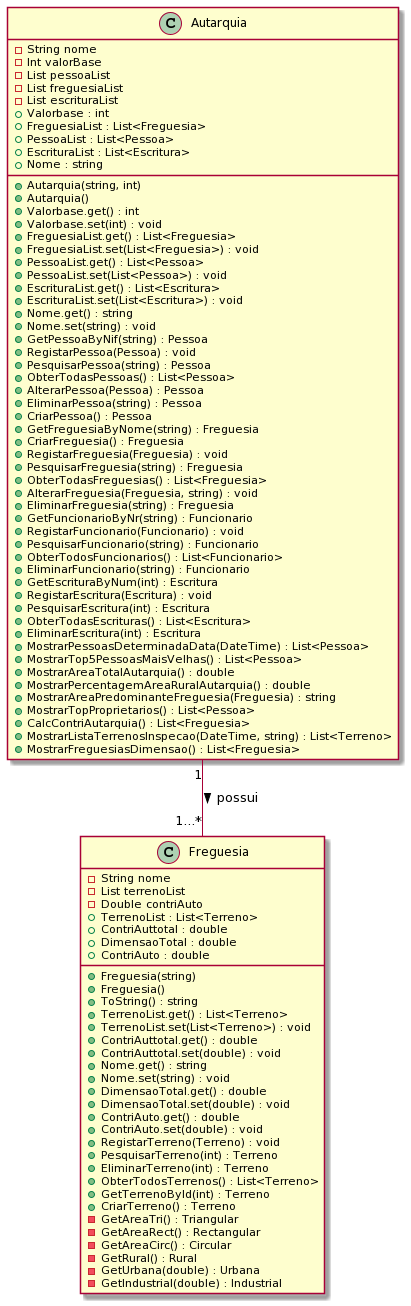 C Autarquia
String nome
Int valorBase
List pessoaList
List freguesiaList
List escrituraList
Valorbase : int
FreguesiaList : List<Freguesia>
PessoaList : List<Pessoa>
EscrituraList : List<Escritura>
Nome : string
Autarquia(string, int)
Autarquia()
Valorbase.get() : int
Valorbase.set(int) : void
FreguesiaList.get() : List<Freguesia>
FreguesiaList.set(List<Freguesia>) : void
PessoaList.get() : List<Pessoa>
PessoaList.set(List<Pessoa>) : void
EscrituraList.get() : List<Escritura>
EscrituraList.set(List<Escritura>) : void
Nome.get() : string
Nome.set(string) : void
GetPessoaByNif(string) : Pessoa
RegistarPessoa(Pessoa) : void
PesquisarPessoa(string) : Pessoa
ObterTodasPessoas() : List<Pessoa>
AlterarPessoa(Pessoa) : Pessoa
EliminarPessoa(string) : Pessoa
CriarPessoa() : Pessoa
GetFreguesiaByNome(string) : Freguesia
CriarFreguesia() : Freguesia
RegistarFreguesia(Freguesia) : void
PesquisarFreguesia(string) : Freguesia
ObterTodasFreguesias() : List<Freguesia>
AlterarFreguesia(Freguesia, string) : void
EliminarFreguesia(string) : Freguesia
GetFuncionarioByNr(string) : Funcionario
RegistarFuncionario(Funcionario) : void
PesquisarFuncionario(string) : Funcionario
ObterTodosFuncionarios() : List<Funcionario>
EliminarFuncionario(string) : Funcionario
GetEscrituraByNum(int) : Escritura
RegistarEscritura(Escritura) : void
PesquisarEscritura(int) : Escritura
ObterTodasEscrituras() : List<Escritura>
EliminarEscritura(int) : Escritura
MostrarPessoasDeterminadaData(DateTime) : List<Pessoa>
MostrarTop5PessoasMaisVelhas() : List<Pessoa>
MostrarAreaTotalAutarquia() : double
MostrarPercentagemAreaRuralAutarquia() : double
MostrarAreaPredominanteFreguesia(Freguesia) : string
MostrarTopProprietarios() : List<Pessoa>
CalcContriAutarquia() : List<Freguesia>
MostrarListaTerrenosInspecao(DateTime, string) : List<Terreno>
MostrarFreguesiasDimensao() : List<Freguesia>
1
possui
1...*
C Freguesia
String nome
List terrenoList
Double contriAuto
TerrenoList : List<Terreno>
ContriAuttotal : double
DimensaoTotal : double
ContriAuto : double
Freguesia(string)
Freguesia()
ToString() : string
TerrenoList.get() : List<Terreno>
TerrenoList.set(List<Terreno>) : void
ContriAuttotal.get() : double
ContriAuttotal.set(double) : void
Nome.get() : string
Nome.set(string) : void
DimensaoTotal.get() : double
DimensaoTotal.set(double) : void
ContriAuto.get() : double
ContriAuto.set(double) : void
RegistarTerreno(Terreno) : void
PesquisarTerreno(int) : Terreno
EliminarTerreno(int) : Terreno
ObterTodosTerrenos() : List<Terreno>
GetTerrenoById(int) : Terreno
CriarTerreno() : Terreno
GetAreaTri() : Triangular
GetAreaRect() : Rectangular
GetAreaCirc() : Circular
GetRural() : Rural
GetUrbana(double) : Urbana
GetIndustrial(double) : Industrial